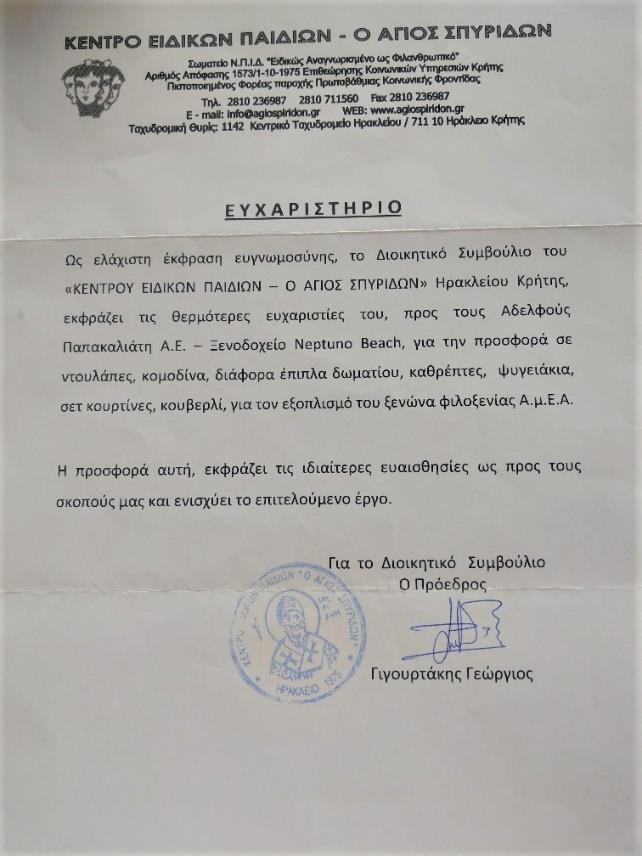 ΚΕΝΤΡΟ ΕΙΔΙΚΩΝ ΠΑΙΔΙΩΝ - Ο ΑΓΙΟΣ ΣΠΥΡΙΔΩΝ
Σωματείο Ν.Π.Ι.Δ. "Ειδικώς Αναγνωρισμένο ως Φιλανθρωπικό"
Αριθμός Απόφασης 1573/1-10-1975 Επιθεώρησης Κοινωνικών Υπηρεσιών Κρήτης
Πιστοποιημένος Φορέας παροχής Πρωτοβάθμιας Κοινωνικής Φροντίδας
Τηλ. 2810 236987 2810 711560 Fax 2810 236987
E - mail: info@agiospiridon.gr WEB: www.agiospiridon.gr
Ταχυδρομική Θυρίς: 1142 Κεντρικό Ταχυδρομείο Ηρακλείου / 711 10 Ηράκλειο Κρήτης
ΕΥΧΑΡΙΣΤΗΡΙΟ
Ως ελάχιστη έκφραση ευγνωμοσύνης, το Διοικητικό Συμβούλιο του
«ΚΕΝΤΡΟΥ ΕΙΔΙΚΩΝ ΠΑΙΔΙΩΝ – Ο ΑΓΙΟΣ ΣΠΥΡΙΔΩΝ» Ηρακλείου Κρήτης,
εκφράζει τις θερμότερες ευχαριστίες του, προς τους Αδελφούς
Παπακαλιάτη Α.Ε. – Ξενοδοχείο Neptuno Beach, για την προσφορά σε
ντουλάπες, κομοδίνα, διάφορα έπιπλα δωματίου, καθρέπτες, ψυγειάκια,
σετ κουρτίνες, κουβερλί, για τον εξοπλισμό του ξενώνα φιλοξενίας Α.μ.Ε.Α.
Η προσφορά αυτή, εκφράζει τις ιδιαίτερες ευαισθησίες ως προς τους
σκοπούς μας και ενισχύει το επιτελούμενο έργο.
Για το Διοικητικό Συμβούλιο
Ο Πρόεδρος
ΚΕΝΤΡΟ ΕΙΔΙΚΩΝ ΠΑΙΔΙΩΝ "Ο ΑΓΙΟΣ ΣΠΥΡΙΔΩΝ"
ΗΡΑΚΛΕΙΟ 1975
Γιγουρτάκης Γεώργιος